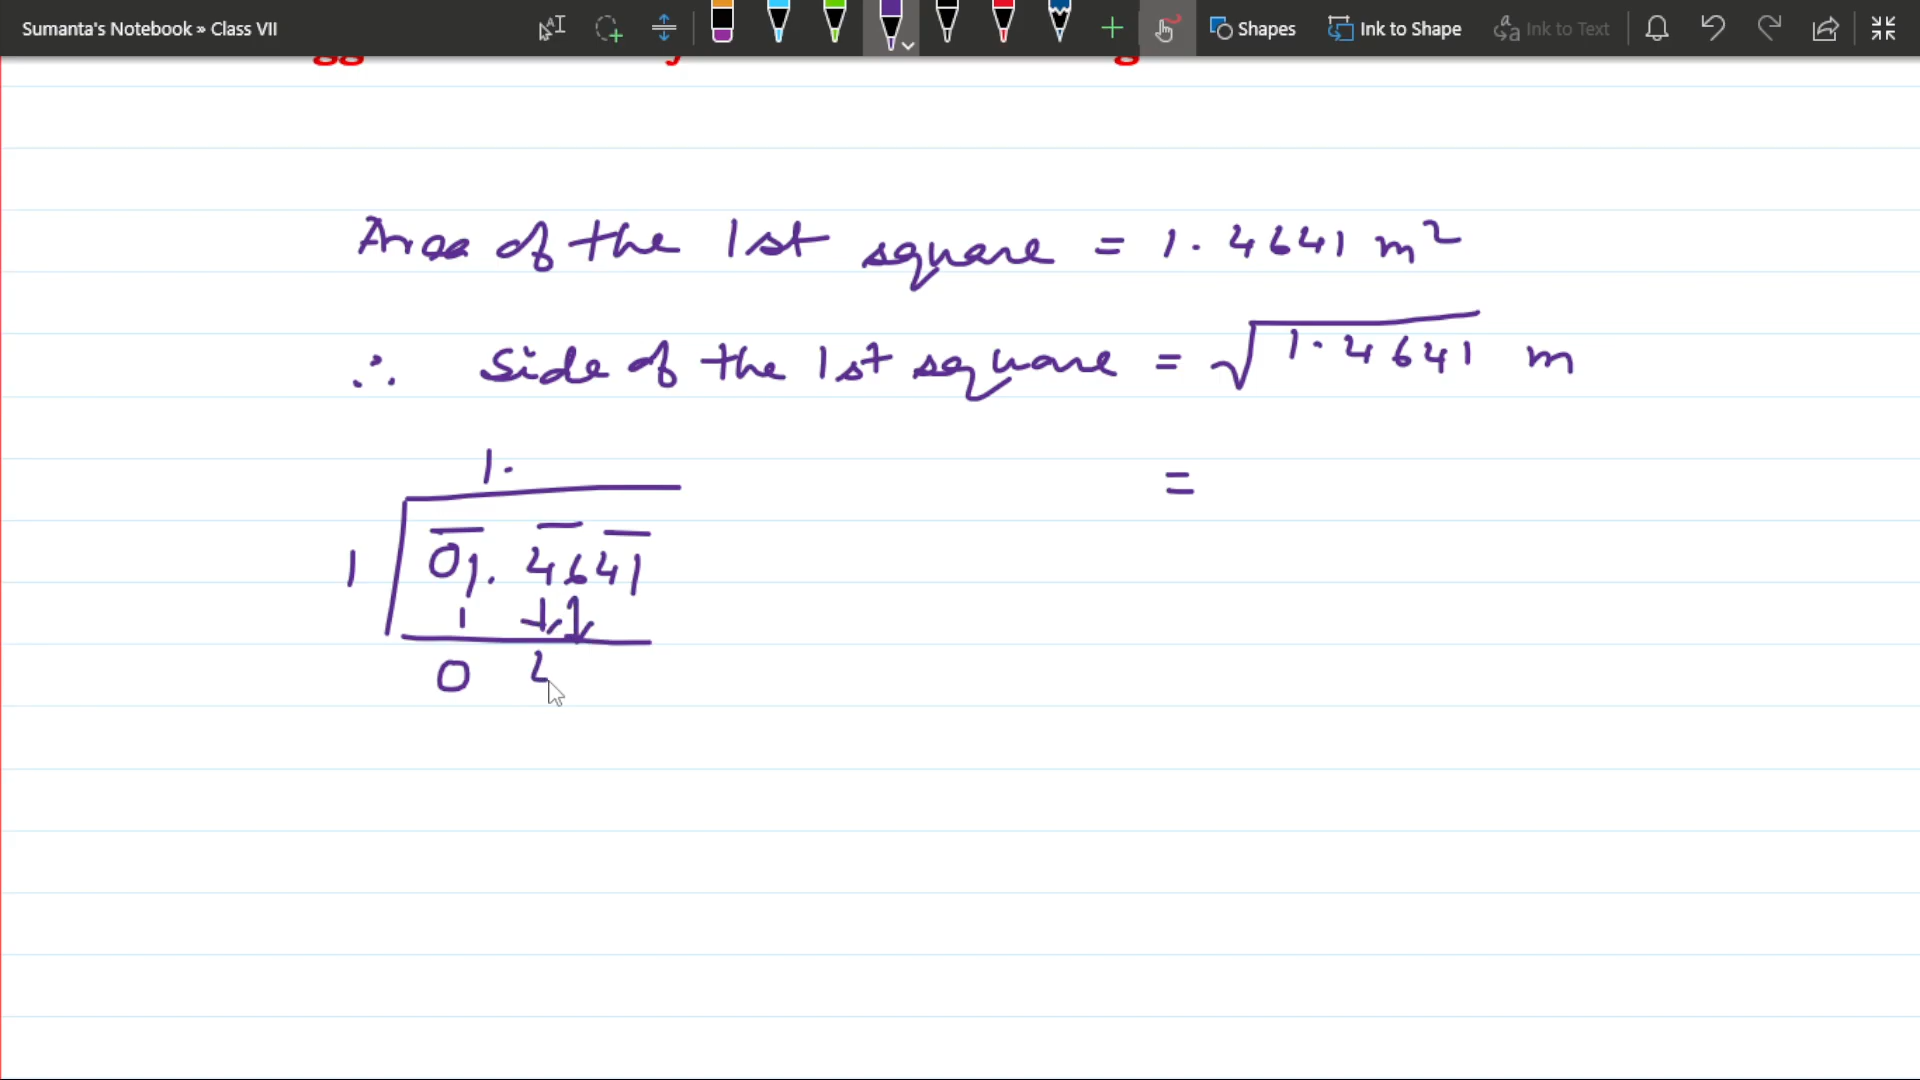 Sumanta's Notebook » Class VII
Shapes
Ink to Shape
Ink to Text
Area of the 1st square = 1.4641 m²
∴ Side of the 1st square = √1.4641 m
1.
=
1 01.4641
1
0 4